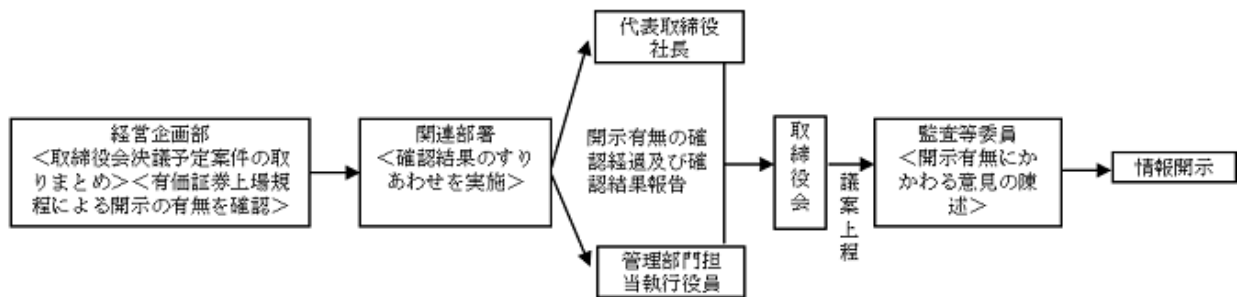 経営企画部
＜取締役会決議予定案件の取
りまとめ＞＜有価証券上場規
程による開示の有無を確認＞
関連部署
＜確認結果のすり
あわせを実施＞
代表取締役
社長
開示有無の確
認経過及び確
認結果報告
管理部門担
当執行役員
取締役会
議案上程
監査等委員
＜開示有無にか
かわる意見の陳
述＞
情報開示